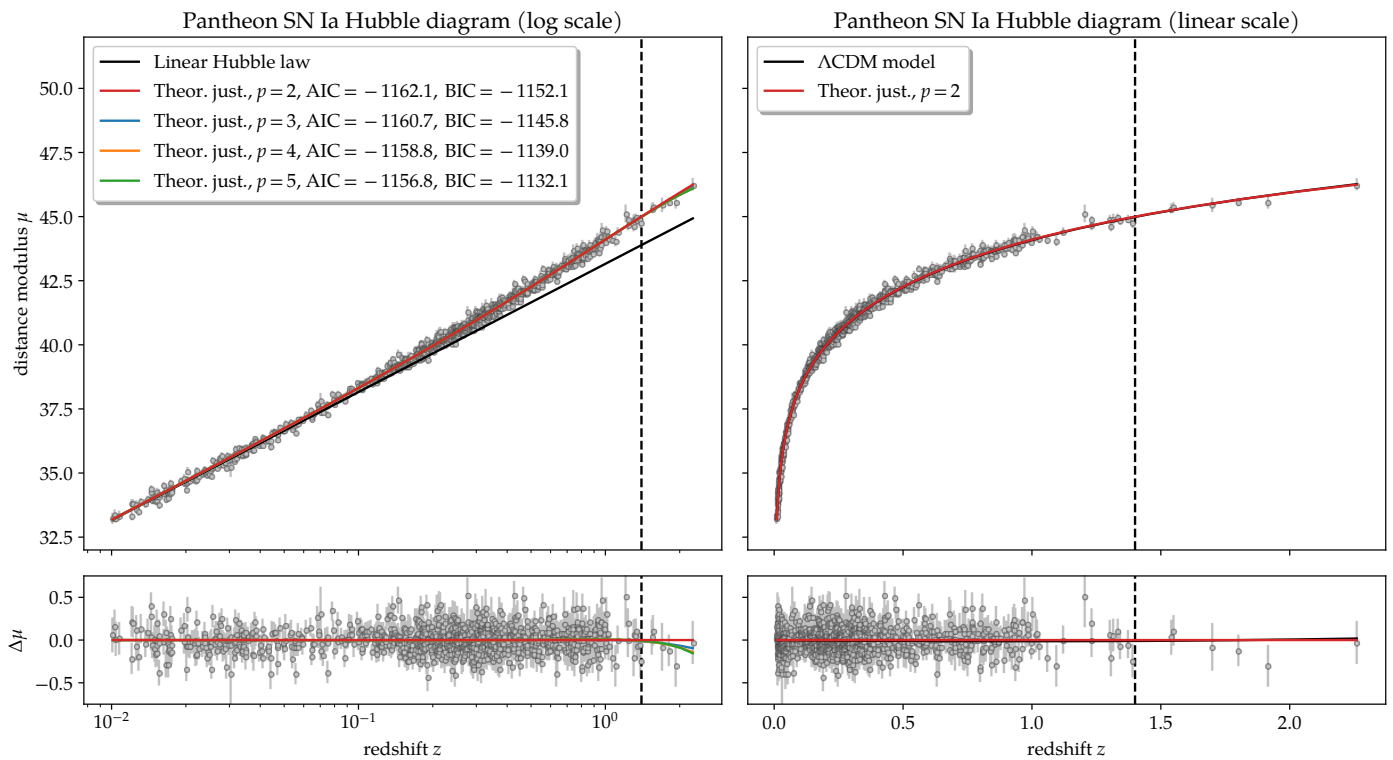 Pantheon SN Ia Hubble diagram (log scale)
Linear Hubble law
Theor. just., p = 2, AIC = −1162.1, BIC = −1152.1
Theor. just., p = 3, AIC = −1160.7, BIC = −1145.8
Theor. just., p = 4, AIC = −1158.8, BIC = −1139.0
Theor. just., p = 5, AIC = −1156.8, BIC = −1132.1
50.0
47.5
45.0
42.5
40.0
37.5
35.0
32.5
distance modulus μ
Pantheon SN Ia Hubble diagram (linear scale)
ΛCDM model
Theor. just., p = 2
0.5
0.0
−0.5
Δμ
10⁻²
10⁻¹
10⁰
redshift z
0.0
0.5
1.0
1.5
2.0
redshift z